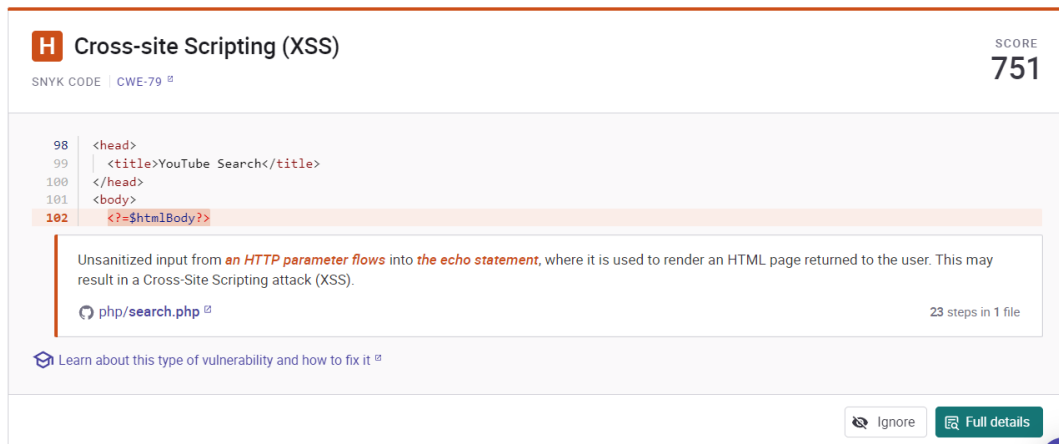 H Cross-site Scripting (XSS)
SCORE
751
SNYK CODE | CWE-79
98 <head>
99 <title>YouTube Search</title>
100 </head>
101 <body>
102 <?=$htmlBody?>
Unsanitized input from an HTTP parameter flows into the echo statement, where it is used to render an HTML page returned to the user. This may
result in a Cross-Site Scripting attack (XSS).
php/search.php
23 steps in 1 file
Learn about this type of vulnerability and how to fix it
Ignore
Full details